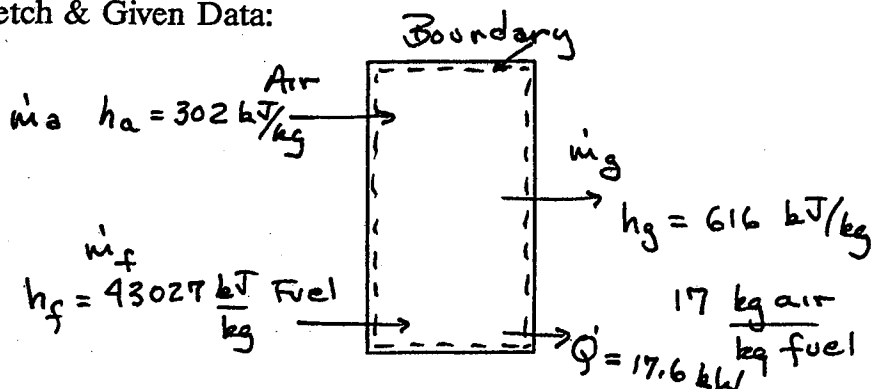 etch & Given Data:
Boundary
Air
ṁa ha = 302 kJ/kg
ṁg
hg = 616 kJ/kg
ṁf
hf = 43027 kJ/kg Fuel
17 kg air/kg fuel
Q̇ = 17.6 kW